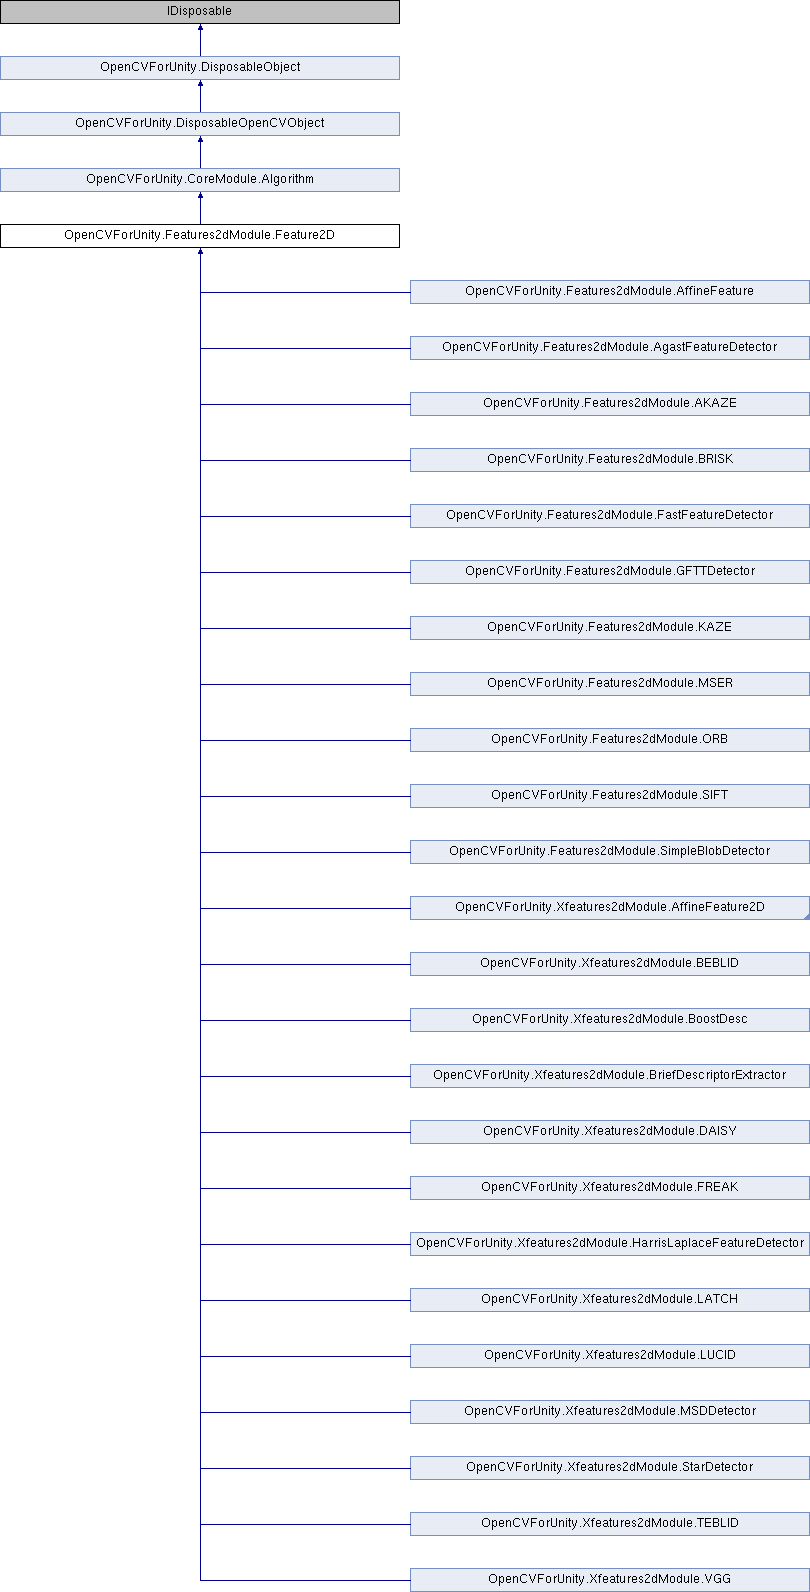 IDisposable
OpenCVForUnity.DisposableObject
OpenCVForUnity.DisposableOpenCVObject
OpenCVForUnity.CoreModule.Algorithm
OpenCVForUnity.Features2dModule.Feature2D
OpenCVForUnity.Features2dModule.AffineFeature
OpenCVForUnity.Features2dModule.AgastFeatureDetector
OpenCVForUnity.Features2dModule.AKAZE
OpenCVForUnity.Features2dModule.BRISK
OpenCVForUnity.Features2dModule.FastFeatureDetector
OpenCVForUnity.Features2dModule.GFTTDetector
OpenCVForUnity.Features2dModule.KAZE
OpenCVForUnity.Features2dModule.MSER
OpenCVForUnity.Features2dModule.ORB
OpenCVForUnity.Features2dModule.SIFT
OpenCVForUnity.Features2dModule.SimpleBlobDetector
OpenCVForUnity.Xfeatures2dModule.AffineFeature2D
OpenCVForUnity.Xfeatures2dModule.BEBLID
OpenCVForUnity.Xfeatures2dModule.BoostDesc
OpenCVForUnity.Xfeatures2dModule.BriefDescriptorExtractor
OpenCVForUnity.Xfeatures2dModule.DAISY
OpenCVForUnity.Xfeatures2dModule.FREAK
OpenCVForUnity.Xfeatures2dModule.HarrisLaplaceFeatureDetector
OpenCVForUnity.Xfeatures2dModule.LATCH
OpenCVForUnity.Xfeatures2dModule.LUCID
OpenCVForUnity.Xfeatures2dModule.MSDDetector
OpenCVForUnity.Xfeatures2dModule.StarDetector
OpenCVForUnity.Xfeatures2dModule.TEBLID
OpenCVForUnity.Xfeatures2dModule.VGG